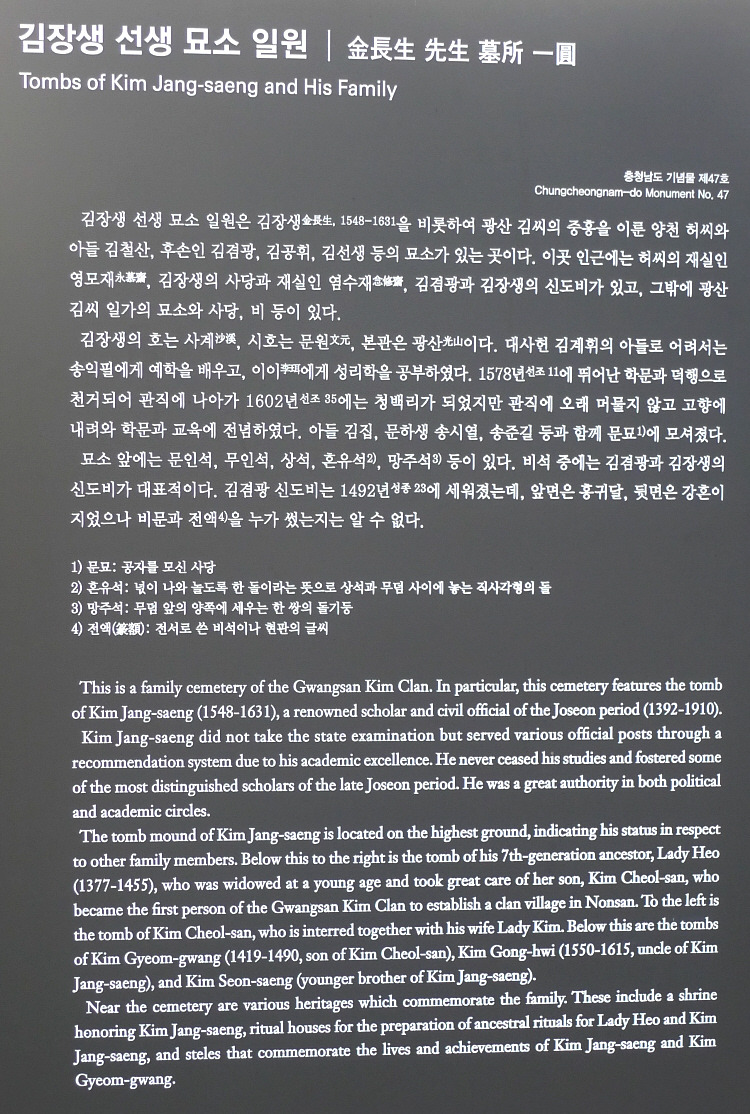 김장생 선생 묘소 일원 | 金長生 先生 墓所 一圓
Tombs of Kim Jang-saeng and His Family
충청남도 기념물 제47호
Chungcheongnam-do Monument No. 47
김장생 선생 묘소 일원은 김장생金長生, 1548-1631을 비롯하여 광산 김씨의 중흥을 이룬 양천 허씨와
아들 김철산, 후손인 김겸광, 김공휘, 김선생 등의 묘소가 있는 곳이다. 이곳 인근에는 허씨의 재실인
영모재永慕齋, 김장생의 사당과 재실인 염수재念修齋, 김겸광과 김장생의 신도비가 있고, 그밖에 광산
김씨 일가의 묘소와 사당, 비 등이 있다.
김장생의 호는 사계沙溪, 시호는 문원文元, 본관은 광산光山이다. 대사헌 김계휘의 아들로 어려서는
송익필에게 예학을 배우고, 이이李珥에게 성리학을 공부하였다. 1578년선조 11에 뛰어난 학문과 덕행으로
천거되어 관직에 나아가 1602년선조 35에는 청백리가 되었지만 관직에 오래 머물지 않고 고향에
내려와 학문과 교육에 전념하였다. 아들 김집, 문하생 송시열, 송준길 등과 함께 문묘1)에 모셔졌다.
묘소 앞에는 문인석, 무인석, 상석, 혼유석2), 망주석3) 등이 있다. 비석 중에는 김겸광과 김장생의
신도비가 대표적이다. 김겸광 신도비는 1492년성종 23에 세워졌는데, 앞면은 홍귀달, 뒷면은 강혼이
지었으나 비문과 전액4)을 누가 썼는지는 알 수 없다.
1) 문묘: 공자를 모신 사당
2) 혼유석: 넋이 나와 놀도록 한 돌이라는 뜻으로 상석과 무덤 사이에 놓는 직사각형의 돌
3) 망주석: 무덤 앞의 양쪽에 세우는 한 쌍의 돌기둥
4) 전액(篆額): 전서로 쓴 비석이나 현판의 글씨
This is a family cemetery of the Gwangsan Kim Clan. In particular, this cemetery features the tomb
of Kim Jang-saeng (1548-1631), a renowned scholar and civil official of the Joseon period (1392-1910).
Kim Jang-saeng did not take the state examination but served various official posts through a
recommendation system due to his academic excellence. He never ceased his studies and fostered some
of the most distinguished scholars of the late Joseon period. He was a great authority in both political
and academic circles.
The tomb mound of Kim Jang-saeng is located on the highest ground, indicating his status in respect
to other family members. Below this to the right is the tomb of his 7th-generation ancestor, Lady Heo
(1377-1455), who was widowed at a young age and took great care of her son, Kim Cheol-san, who
became the first person of the Gwangsan Kim Clan to establish a clan village in Nonsan. To the left is
the tomb of Kim Cheol-san, who is interred together with his wife Lady Kim. Below this are the tombs
of Kim Gyeom-gwang (1419-1490, son of Kim Cheol-san), Kim Gong-hwi (1550-1615, uncle of Kim
Jang-saeng), and Kim Seon-saeng (younger brother of Kim Jang-saeng).
Near the cemetery are various heritages which commemorate the family. These include a shrine
honoring Kim Jang-saeng, ritual houses for the preparation of ancestral rituals for Lady Heo and Kim
Jang-saeng, and steles that commemorate the lives and achievements of Kim Jang-saeng and Kim
Gyeom-gwang.